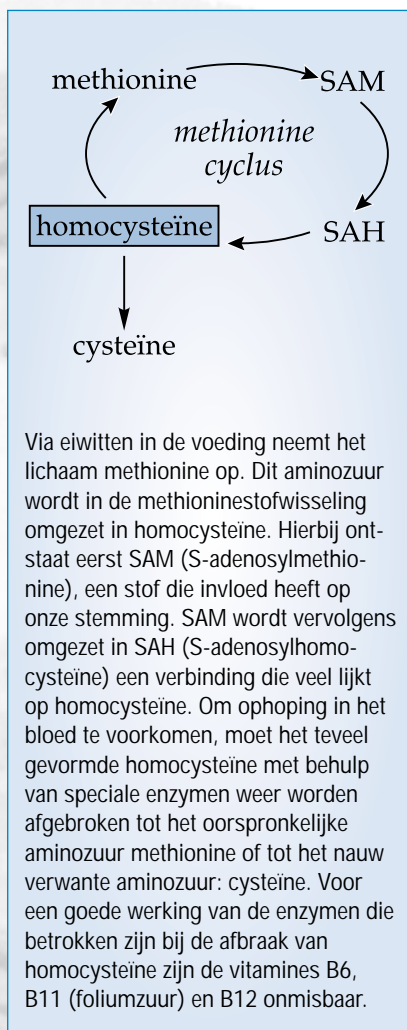 methionine SAM
methionine
cyclus
homocysteïne SAH
cysteïne
Via eiwitten in de voeding neemt het
lichaam methionine op. Dit aminozuur
wordt in de methioninestofwisseling
omgezet in homocysteïne. Hierbij ont-
staat eerst SAM (S-adenosylmethio-
nine), een stof die invloed heeft op
onze stemming. SAM wordt vervolgens
omgezet in SAH (S-adenosylhomo-
cysteïne) een verbinding die veel lijkt
op homocysteïne. Om ophoping in het
bloed te voorkomen, moet het teveel
gevormde homocysteïne met behulp
van speciale enzymen weer worden
afgebroken tot het oorspronkelijke
aminozuur methionine of tot het nauw
verwante aminozuur: cysteïne. Voor
een goede werking van de enzymen die
betrokken zijn bij de afbraak van
homocysteïne zijn de vitamines B6,
B11 (foliumzuur) en B12 onmisbaar.